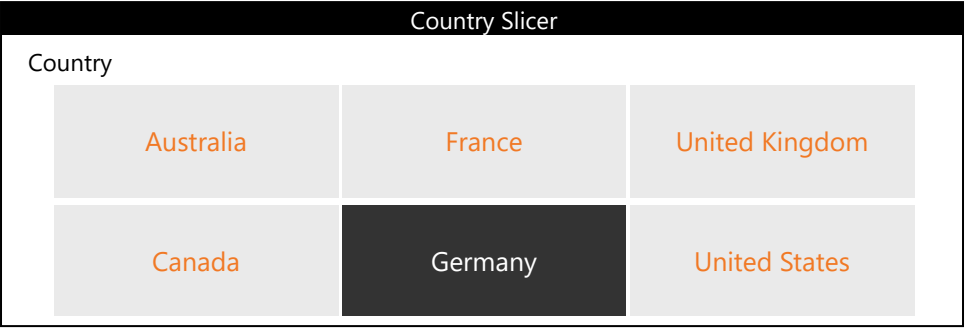 Country Slicer
Country
Australia
France
United Kingdom
Canada
Germany
United States